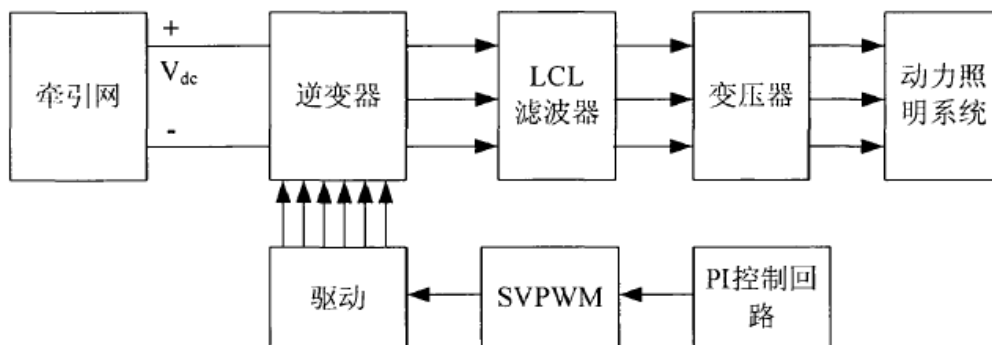 +
牵引网
V_dc
-
逆变器
LCL
滤波器
变压器
动力照
明系统
驱动
SVPWM
PI控制回
路